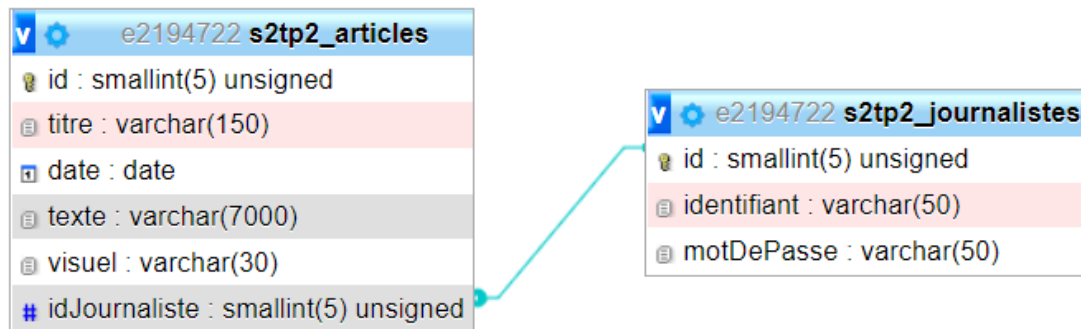 v e2194722 s2tp2_articles
id : smallint(5) unsigned
titre : varchar(150)
date : date
texte : varchar(7000)
visuel : varchar(30)
# idJournaliste : smallint(5) unsigned
v e2194722 s2tp2_journalistes
id : smallint(5) unsigned
identifiant : varchar(50)
motDePasse : varchar(50)